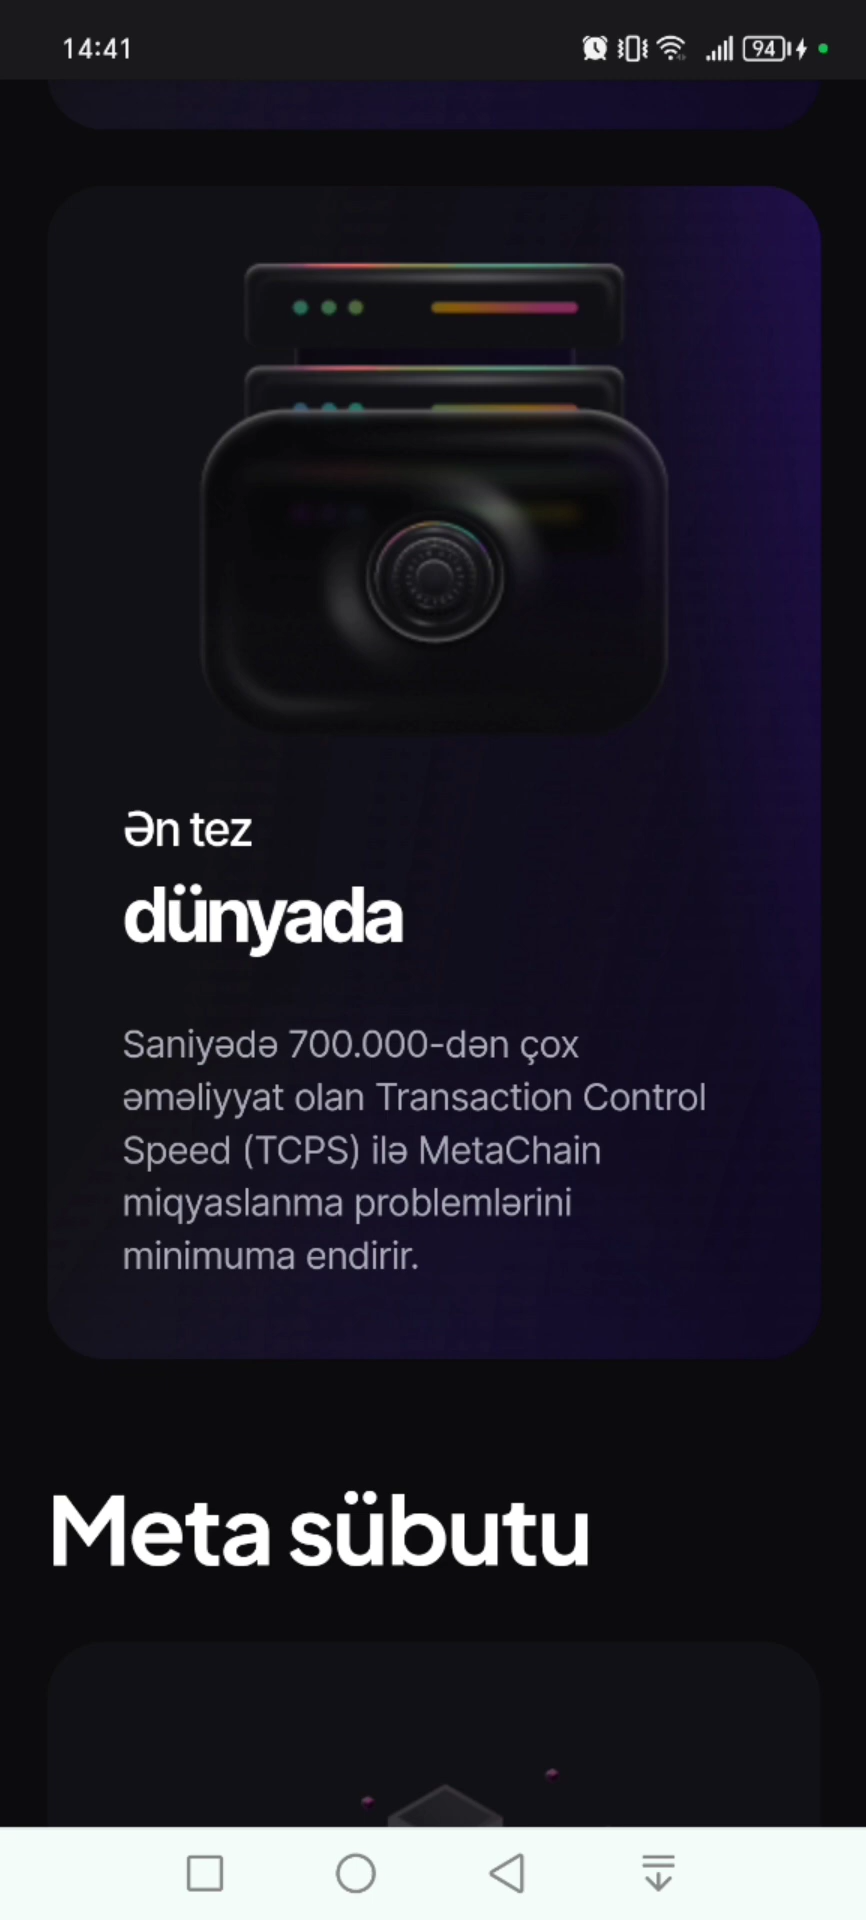 14:41
94
Ən tez
dünyada
Saniyədə 700.000-dən çox
əməliyyat olan Transaction Control
Speed (TCPS) ilə MetaChain
miqyaslanma problemlərini
minimuma endirir.
Meta sübutu